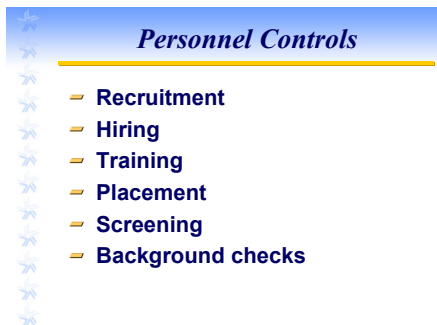 Personnel Controls
Recruitment
Hiring
Training
Placement
Screening
Background checks